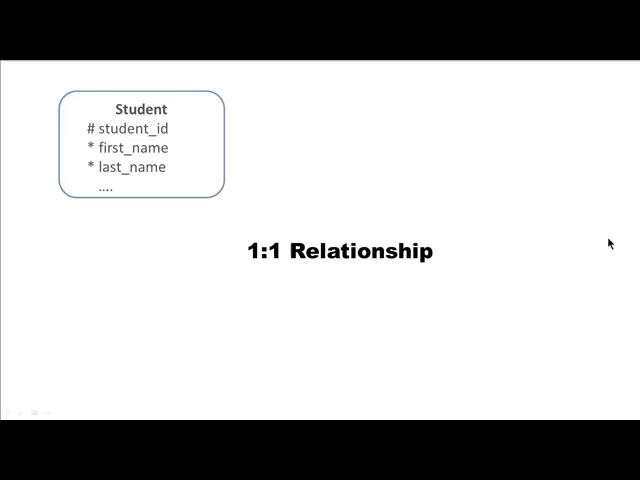 Student
# student_id
* first_name
* last_name
....
1:1 Relationship